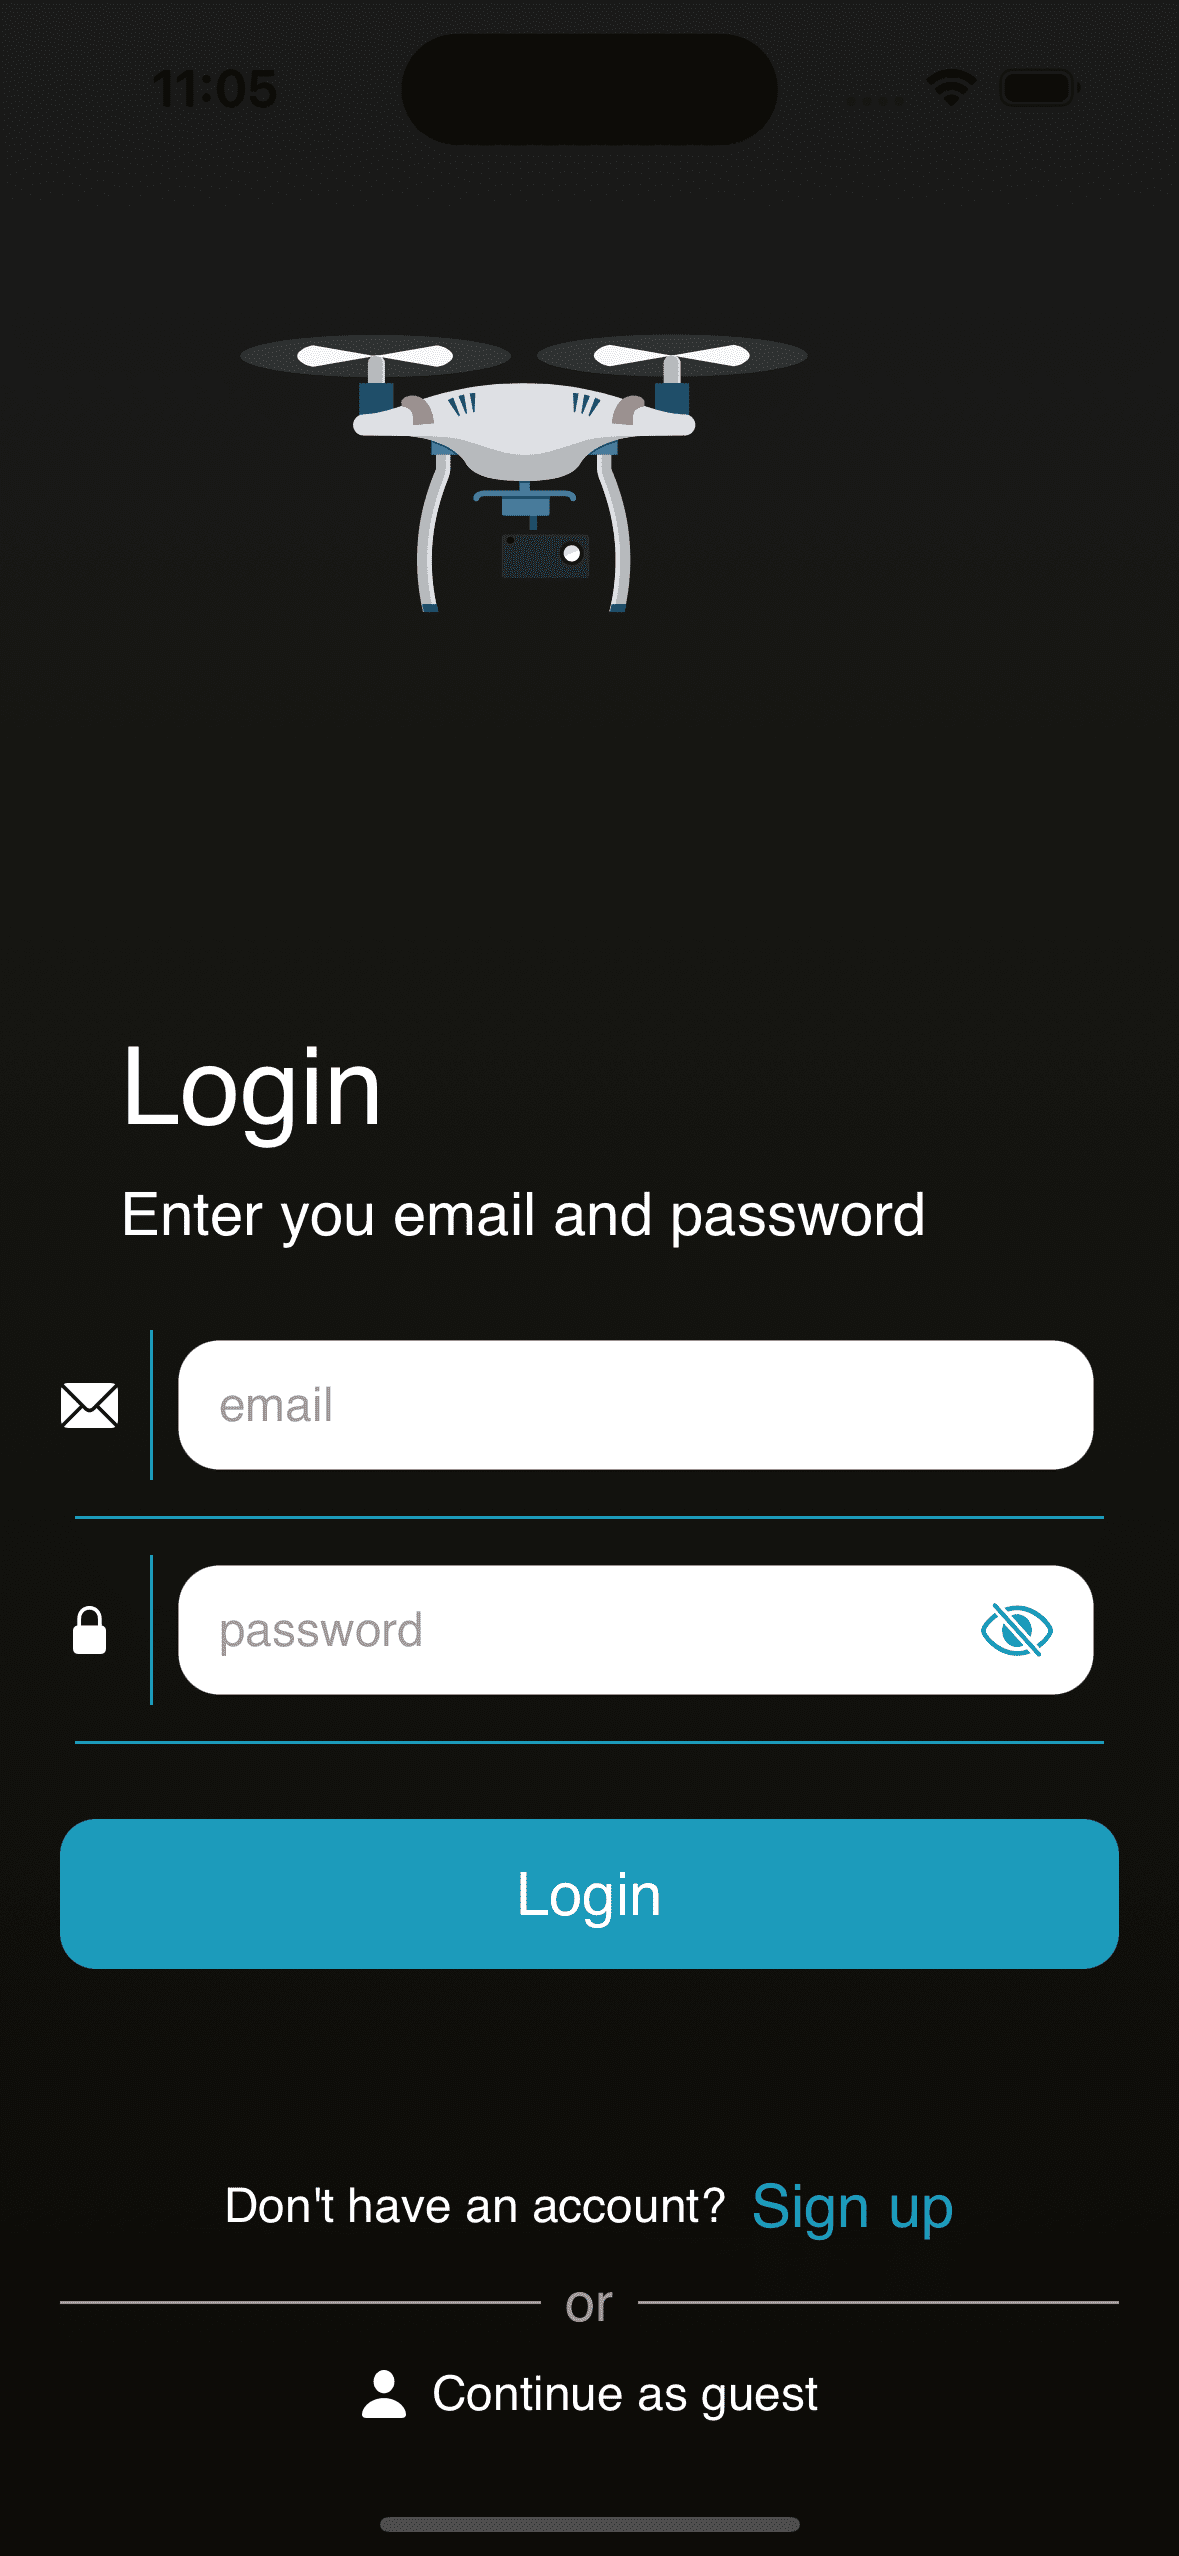 11:05
Login
Enter you email and password
email
password
Login
Don't have an account? Sign up
or
Continue as guest